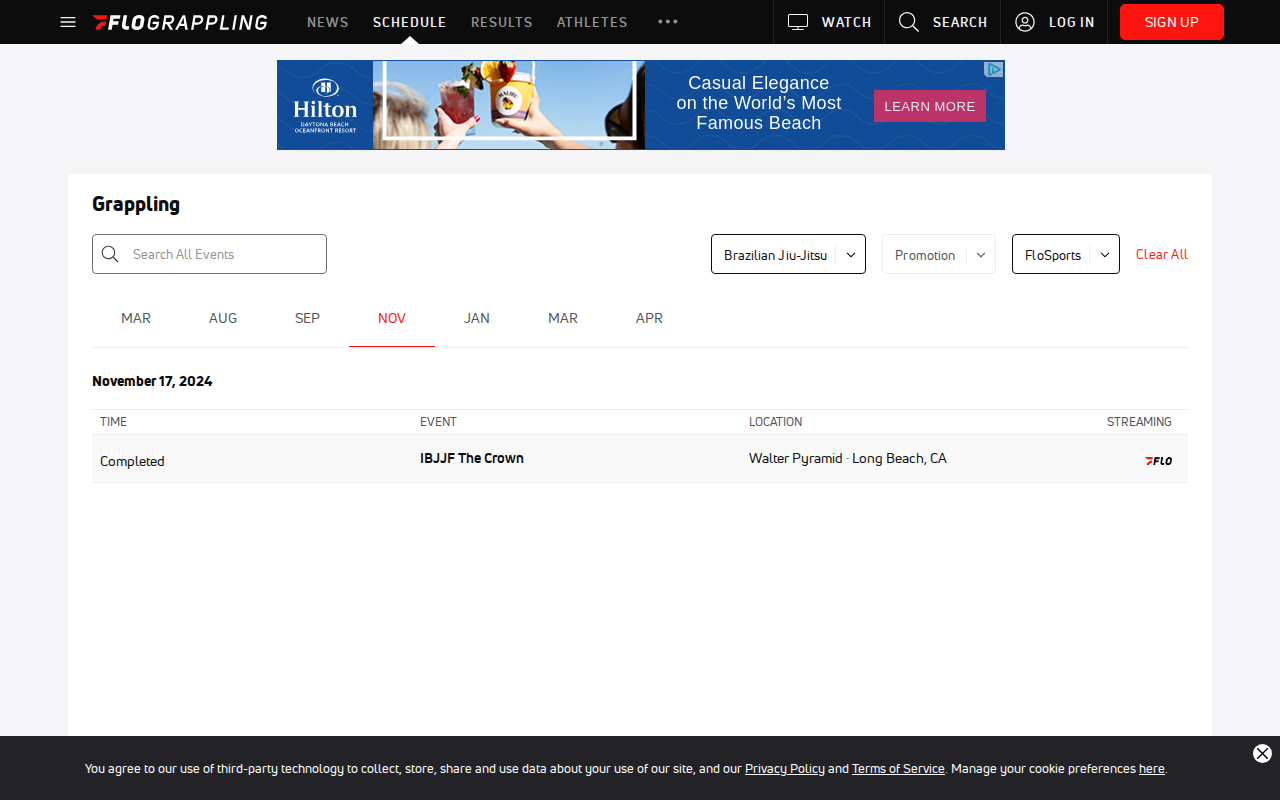 FLOGRAPPLING NEWS SCHEDULE RESULTS ATHLETES WATCH SEARCH LOG IN SIGN UP
Hilton
DAYTONA BEACH
OCEANFRONT RESORT
MALIBU
Casual Elegance
on the World's Most
Famous Beach
LEARN MORE
Grappling
Search All Events Brazilian Jiu-Jitsu Promotion FloSports Clear All
MAR AUG SEP NOV JAN MAR APR
November 17, 2024
TIME EVENT LOCATION STREAMING
Completed IBJJF The Crown Walter Pyramid · Long Beach, CA FLO
You agree to our use of third-party technology to collect, store, share and use data about your use of our site, and our Privacy Policy and Terms of Service. Manage your cookie preferences here.